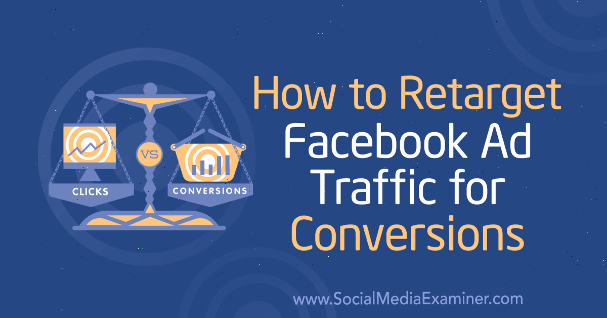 How to Retarget
Facebook Ad
Traffic for
Conversions
VS
CLICKS
CONVERSIONS
www.SocialMediaExaminer.com